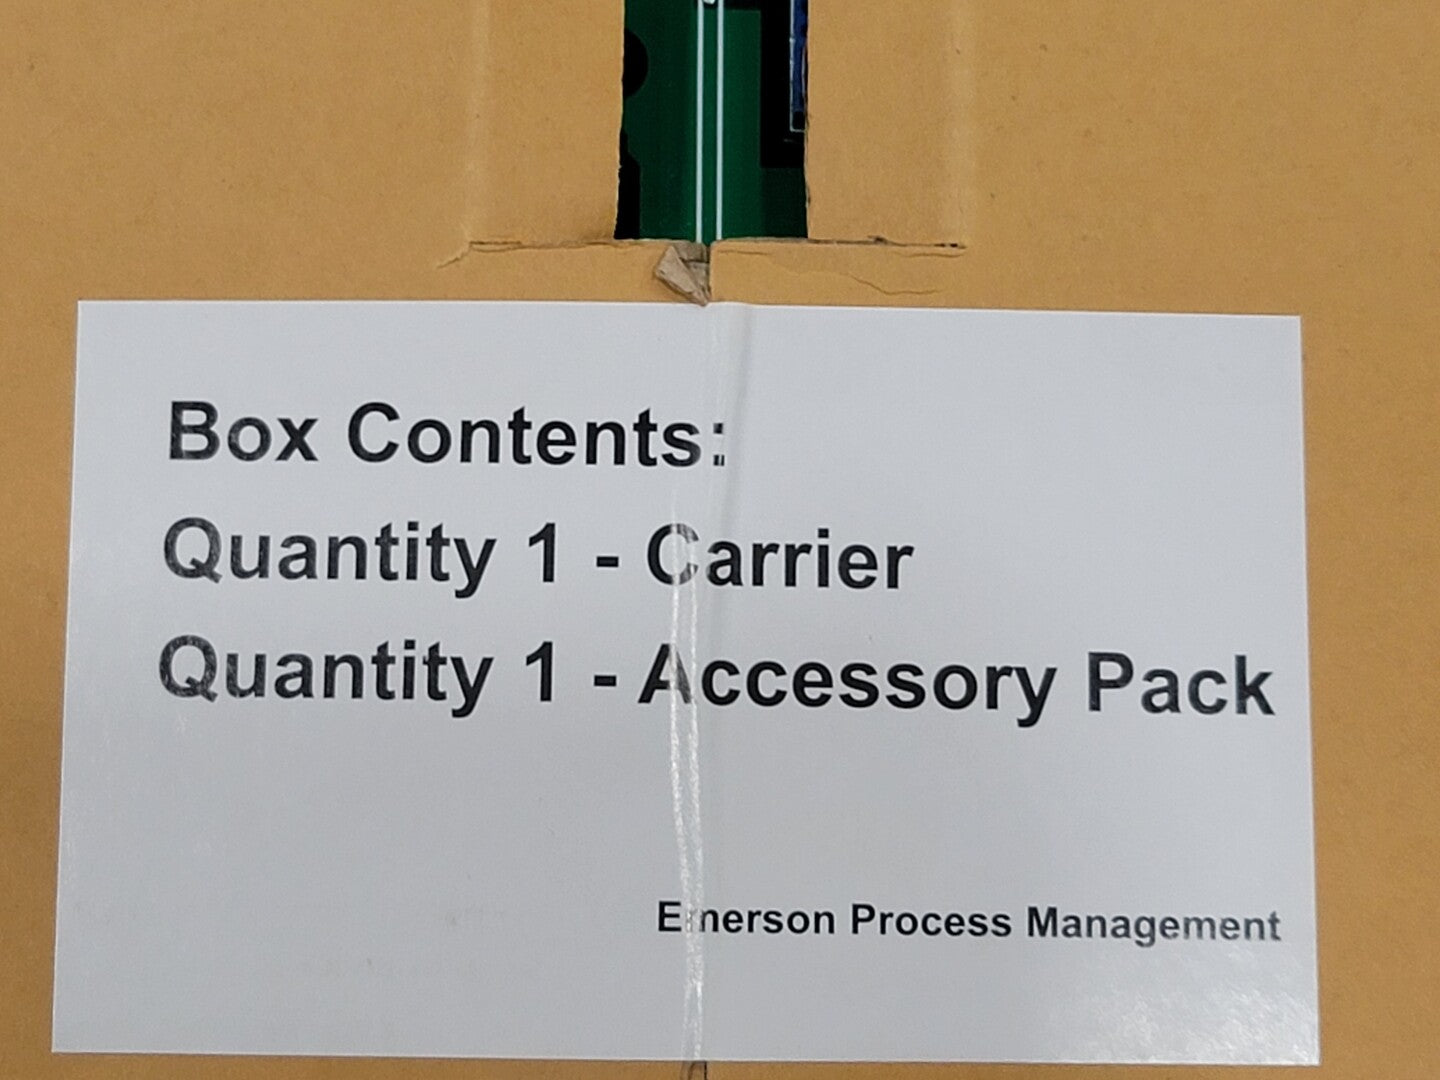 Box Contents:
Quantity 1 - Carrier
Quantity 1 - Accessory Pack
Emerson Process Management